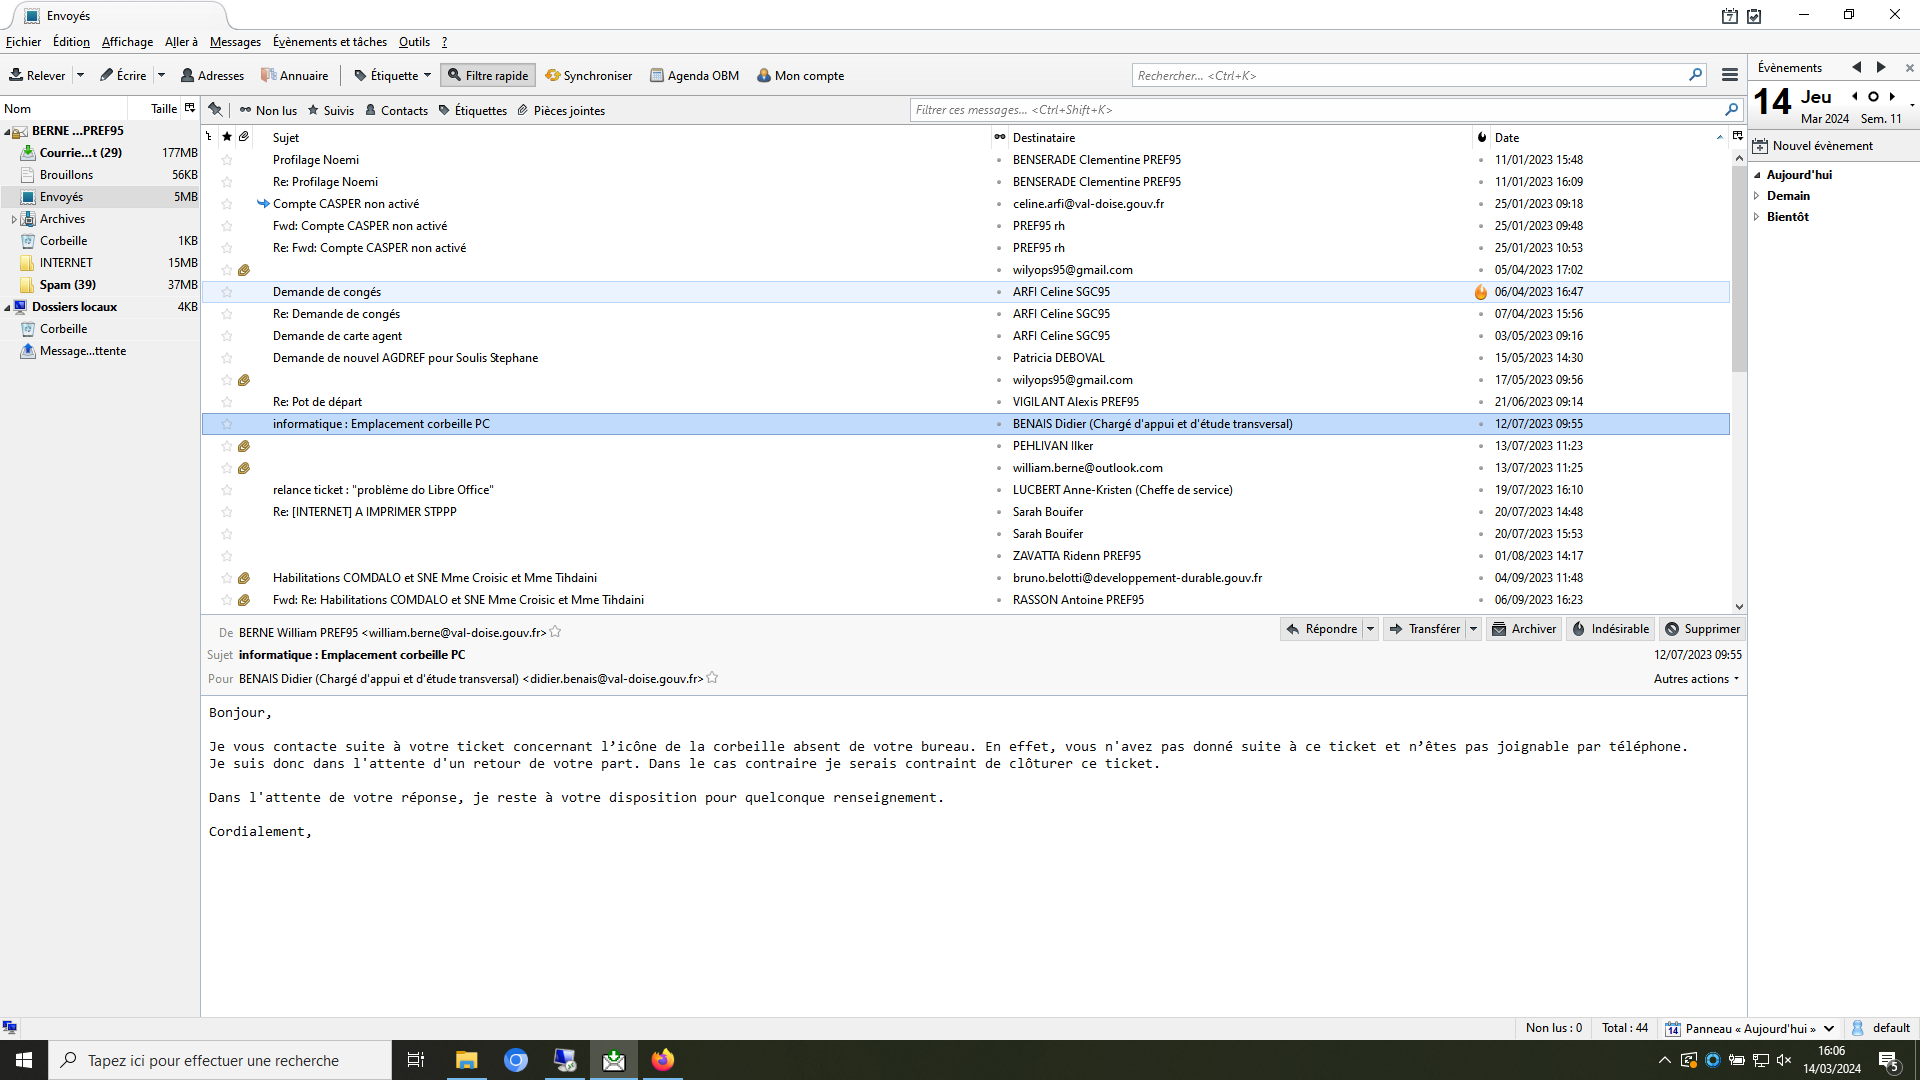 Envoyés
Fichier Édition Affichage Aller à Messages Évènements et tâches Outils ?
Relever Écrire Adresses Annuaire Étiquette Filtre rapide Synchroniser Agenda OBM Mon compte Rechercher... <Ctrl+K>
Nom Taille
BERNE ...PREF95
Courrie...t (29) 177MB
Brouillons 56KB
Envoyés 5MB
Archives
Corbeille 1KB
INTERNET 15MB
Spam (39) 37MB
Dossiers locaux 4KB
Corbeille
Message...ttente
Non lus Suivis Contacts Étiquettes Pièces jointes Filtrer ces messages... <Ctrl+Shift+K>
Sujet Destinataire Date
Profilage Noemi BENSERADE Clementine PREF95 11/01/2023 15:48
Re: Profilage Noemi BENSERADE Clementine PREF95 11/01/2023 16:09
Compte CASPER non activé celine.arfi@val-doise.gouv.fr 25/01/2023 09:18
Fwd: Compte CASPER non activé PREF95 rh 25/01/2023 09:48
Re: Fwd: Compte CASPER non activé PREF95 rh 25/01/2023 10:53
wilyops95@gmail.com 05/04/2023 17:02
Demande de congés ARFI Celine SGC95 06/04/2023 16:47
Re: Demande de congés ARFI Celine SGC95 07/04/2023 15:56
Demande de carte agent ARFI Celine SGC95 03/05/2023 09:16
Demande de nouvel AGDREF pour Soulis Stephane Patricia DEBOVAL 15/05/2023 14:30
wilyops95@gmail.com 17/05/2023 09:56
Re: Pot de départ VIGILANT Alexis PREF95 21/06/2023 09:14
informatique : Emplacement corbeille PC BENAIS Didier (Chargé d'appui et d'étude transversal) 12/07/2023 09:55
PEHLIVAN Ilker 13/07/2023 11:23
william.berne@outlook.com 13/07/2023 11:25
relance ticket : "problème do Libre Office" LUCBERT Anne-Kristen (Cheffe de service) 19/07/2023 16:10
Re: [INTERNET] A IMPRIMER STPPP Sarah Bouifer 20/07/2023 14:48
Sarah Bouifer 20/07/2023 15:53
ZAVATTA Ridenn PREF95 01/08/2023 14:17
Habilitations COMDALO et SNE Mme Croisic et Mme Tihdaini bruno.belotti@developpement-durable.gouv.fr 04/09/2023 11:48
Fwd: Re: Habilitations COMDALO et SNE Mme Croisic et Mme Tihdaini RASSON Antoine PREF95 06/09/2023 16:23
De BERNE William PREF95 <william.berne@val-doise.gouv.fr> Répondre Transférer Archiver Indésirable Supprimer
Sujet informatique : Emplacement corbeille PC 12/07/2023 09:55
Pour BENAIS Didier (Chargé d'appui et d'étude transversal) <didier.benais@val-doise.gouv.fr> Autres actions
Bonjour,
Je vous contacte suite à votre ticket concernant l’icône de la corbeille absent de votre bureau. En effet, vous n'avez pas donné suite à ce ticket et n’êtes pas joignable par téléphone.
Je suis donc dans l'attente d'un retour de votre part. Dans le cas contraire je serais contraint de clôturer ce ticket.
Dans l'attente de votre réponse, je reste à votre disposition pour quelconque renseignement.
Cordialement,
Évènements
14 Jeu
Mar 2024 Sem. 11
Nouvel évènement
Aujourd'hui
Demain
Bientôt
Non lus : 0 Total : 44 14 Panneau « Aujourd'hui » default
Tapez ici pour effectuer une recherche
16:06
14/03/2024
5